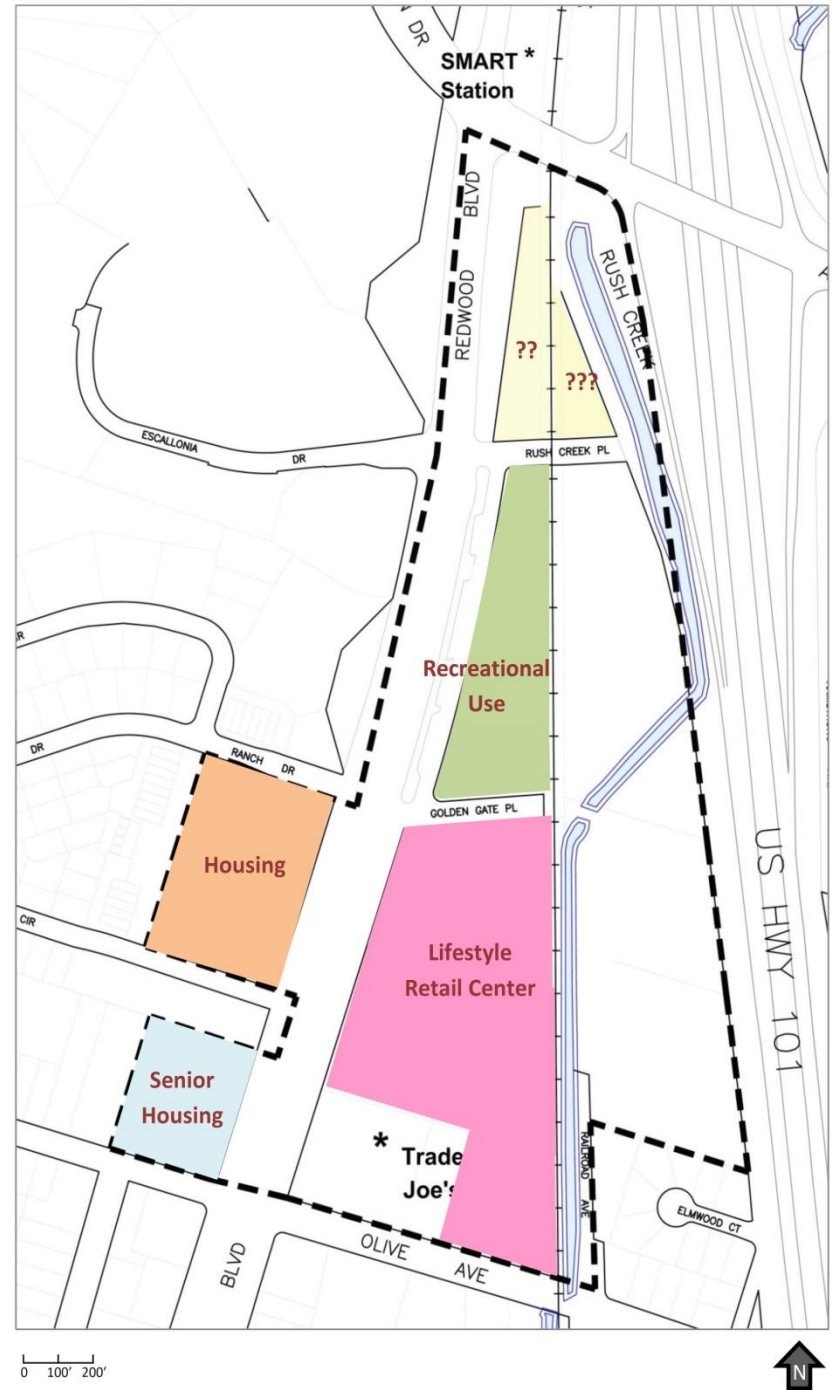 N DR
SMART *
Station
REDWOOD BLVD
RUSH CREEK
??
???
ESCALLONIA DR
RUSH CREEK PL
Recreational
Use
DR
RANCH DR
GOLDEN GATE PL
Housing
US HWY 101
CIR
Lifestyle
Retail Center
Senior
Housing
* Trade
Joe's
RAILROAD AVE
ELMWOOD CT
OLIVE AVE
BLVD
0 100' 200'
N